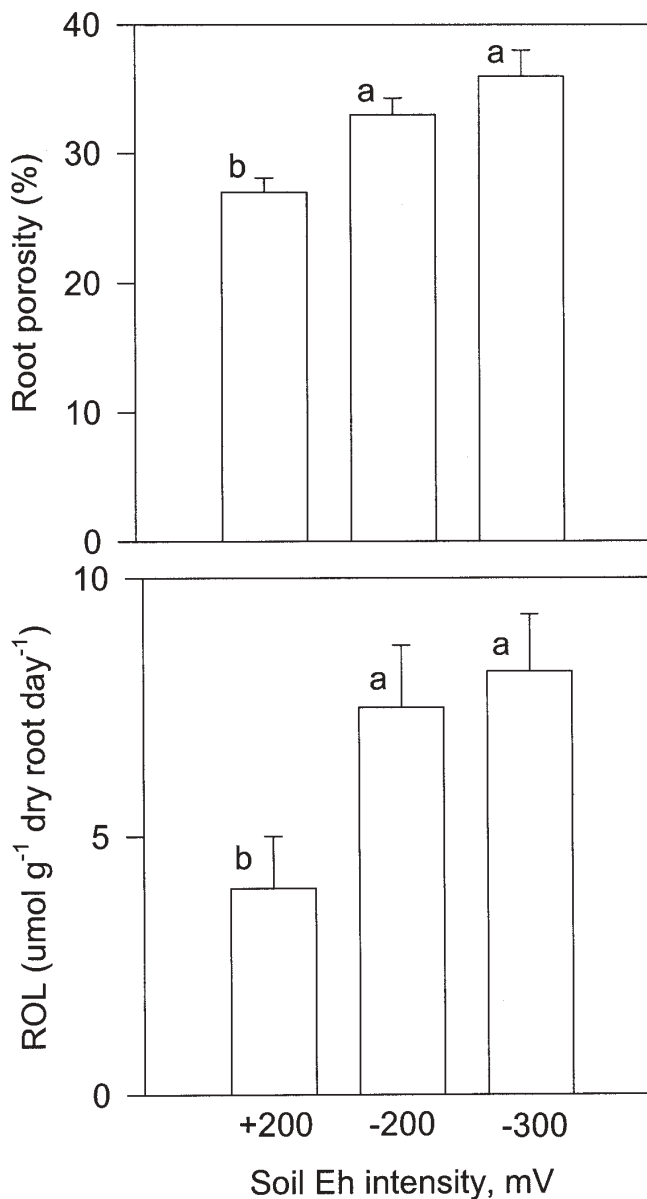 Root porosity (%)
40
30
20
10
0
b
a
a
ROL (umol g⁻¹ dry root day⁻¹)
10
5
0
b
a
a
+200
-200
-300
Soil Eh intensity, mV